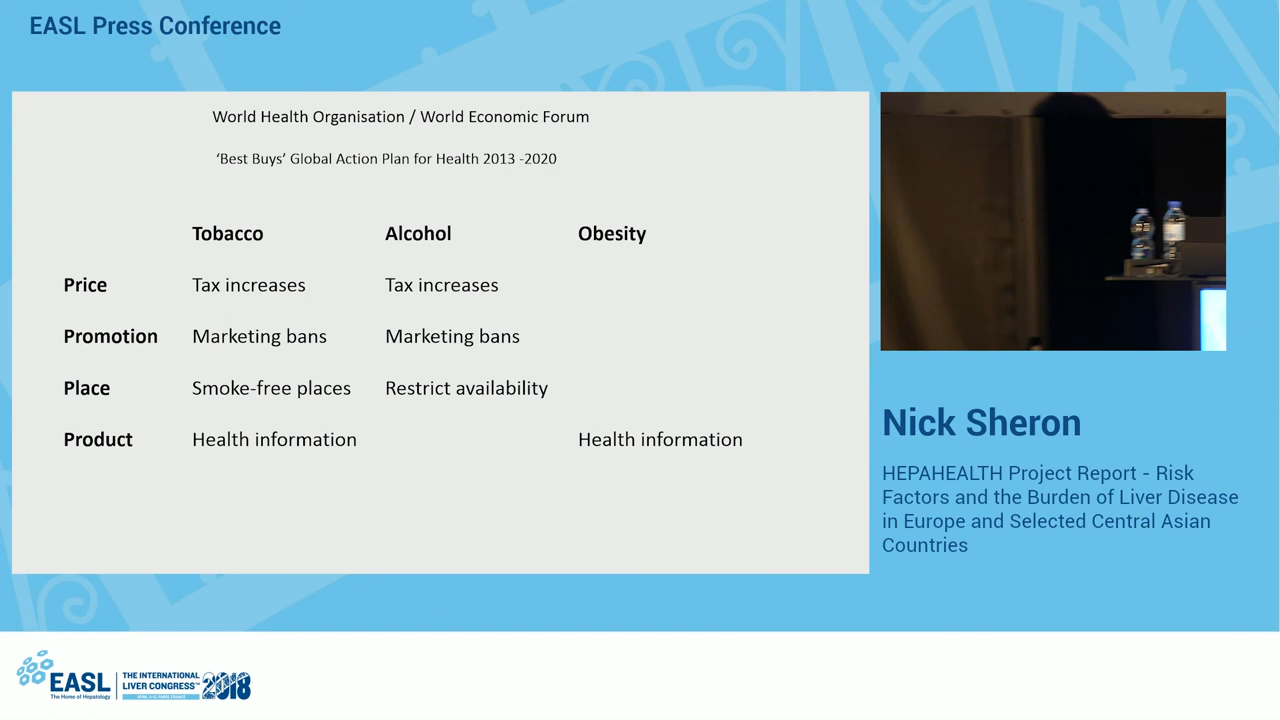 EASL Press Conference
World Health Organisation / World Economic Forum
‘Best Buys’ Global Action Plan for Health 2013 -2020
Tobacco Alcohol Obesity
Price Tax increases Tax increases
Promotion Marketing bans Marketing bans
Place Smoke-free places Restrict availability
Product Health information Health information
Nick Sheron
HEPAHEALTH Project Report - Risk
Factors and the Burden of Liver Disease
in Europe and Selected Central Asian
Countries
EASL
The Home of Hepatology
THE INTERNATIONAL
LIVER CONGRESS™
2018